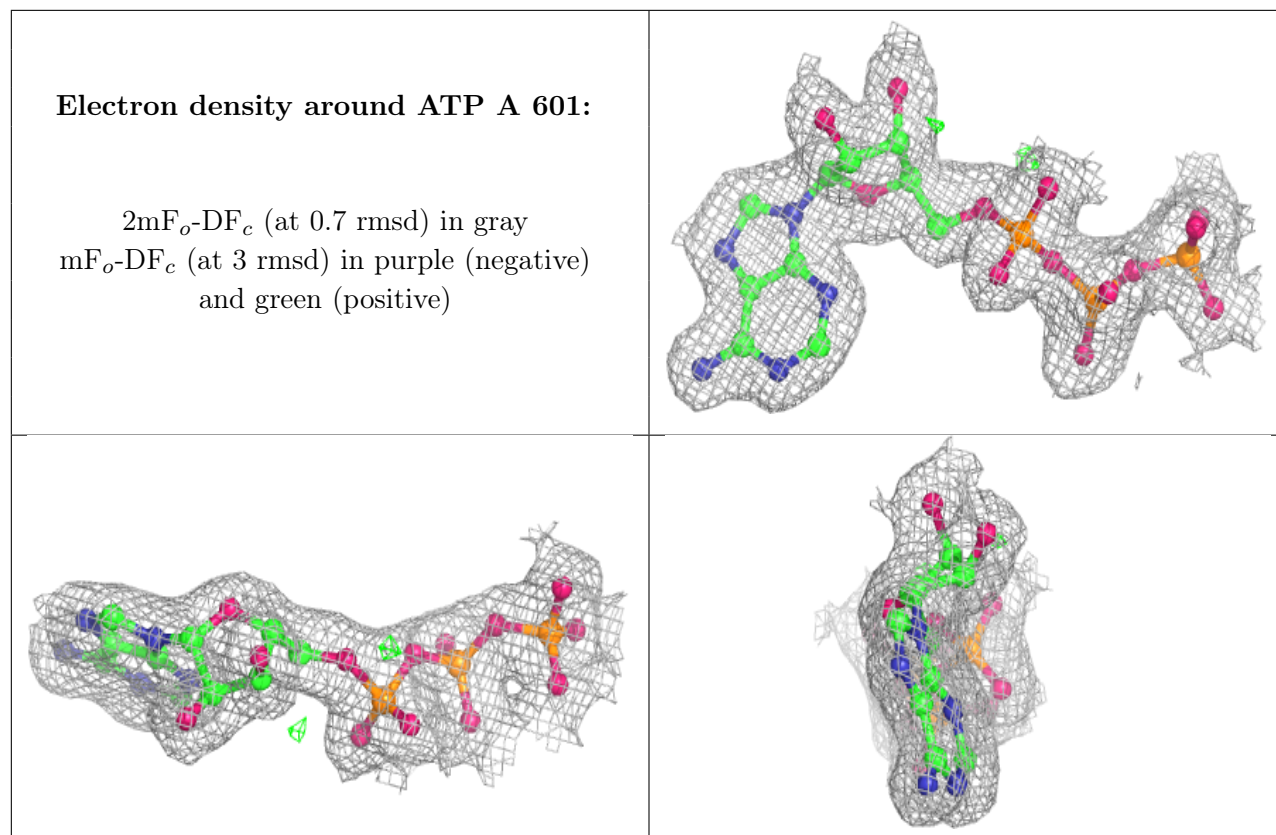 Electron density around ATP A 601:
2mFo-DFc (at 0.7 rmsd) in gray
mFo-DFc (at 3 rmsd) in purple (negative)
and green (positive)